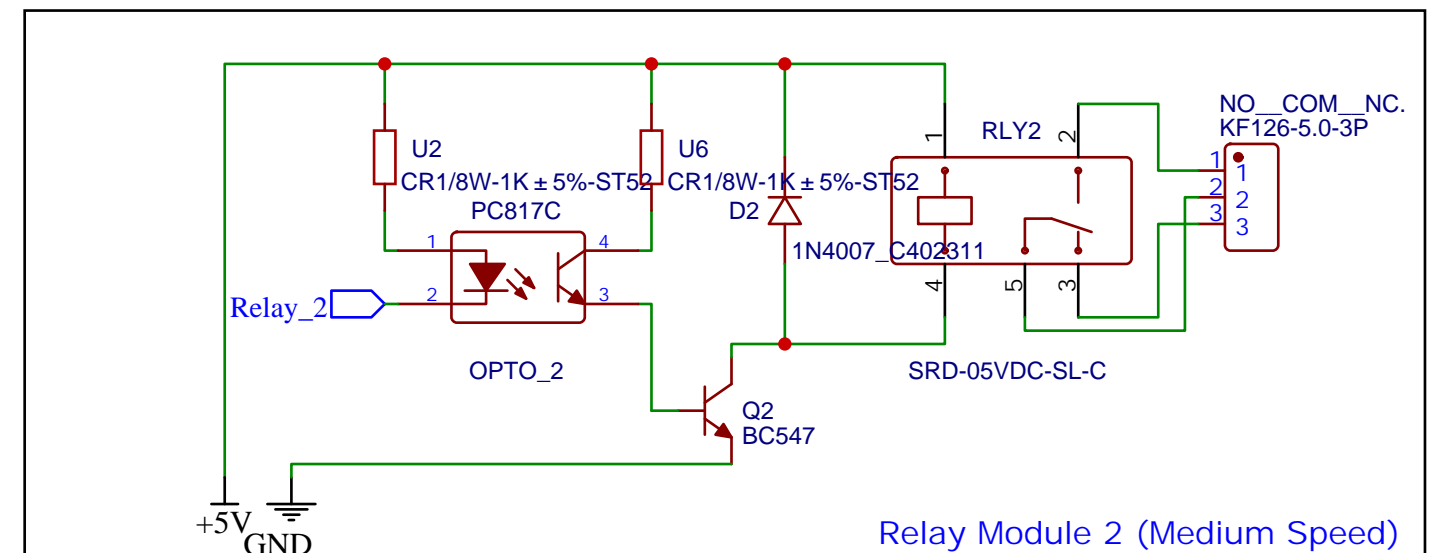 NO__COM__NC.
KF126-5.0-3P
1
RLY2
2
U2
U6
1
1
CR1/8W-1K±5%-ST52
CR1/8W-1K±5%-ST52
2
2
PC817C
D2
3
3
1
4
1N4007_C402311
Relay_2
2
3
4
5
3
OPTO_2
SRD-05VDC-SL-C
Q2
BC547
+5V
GND
Relay Module 2 (Medium Speed)